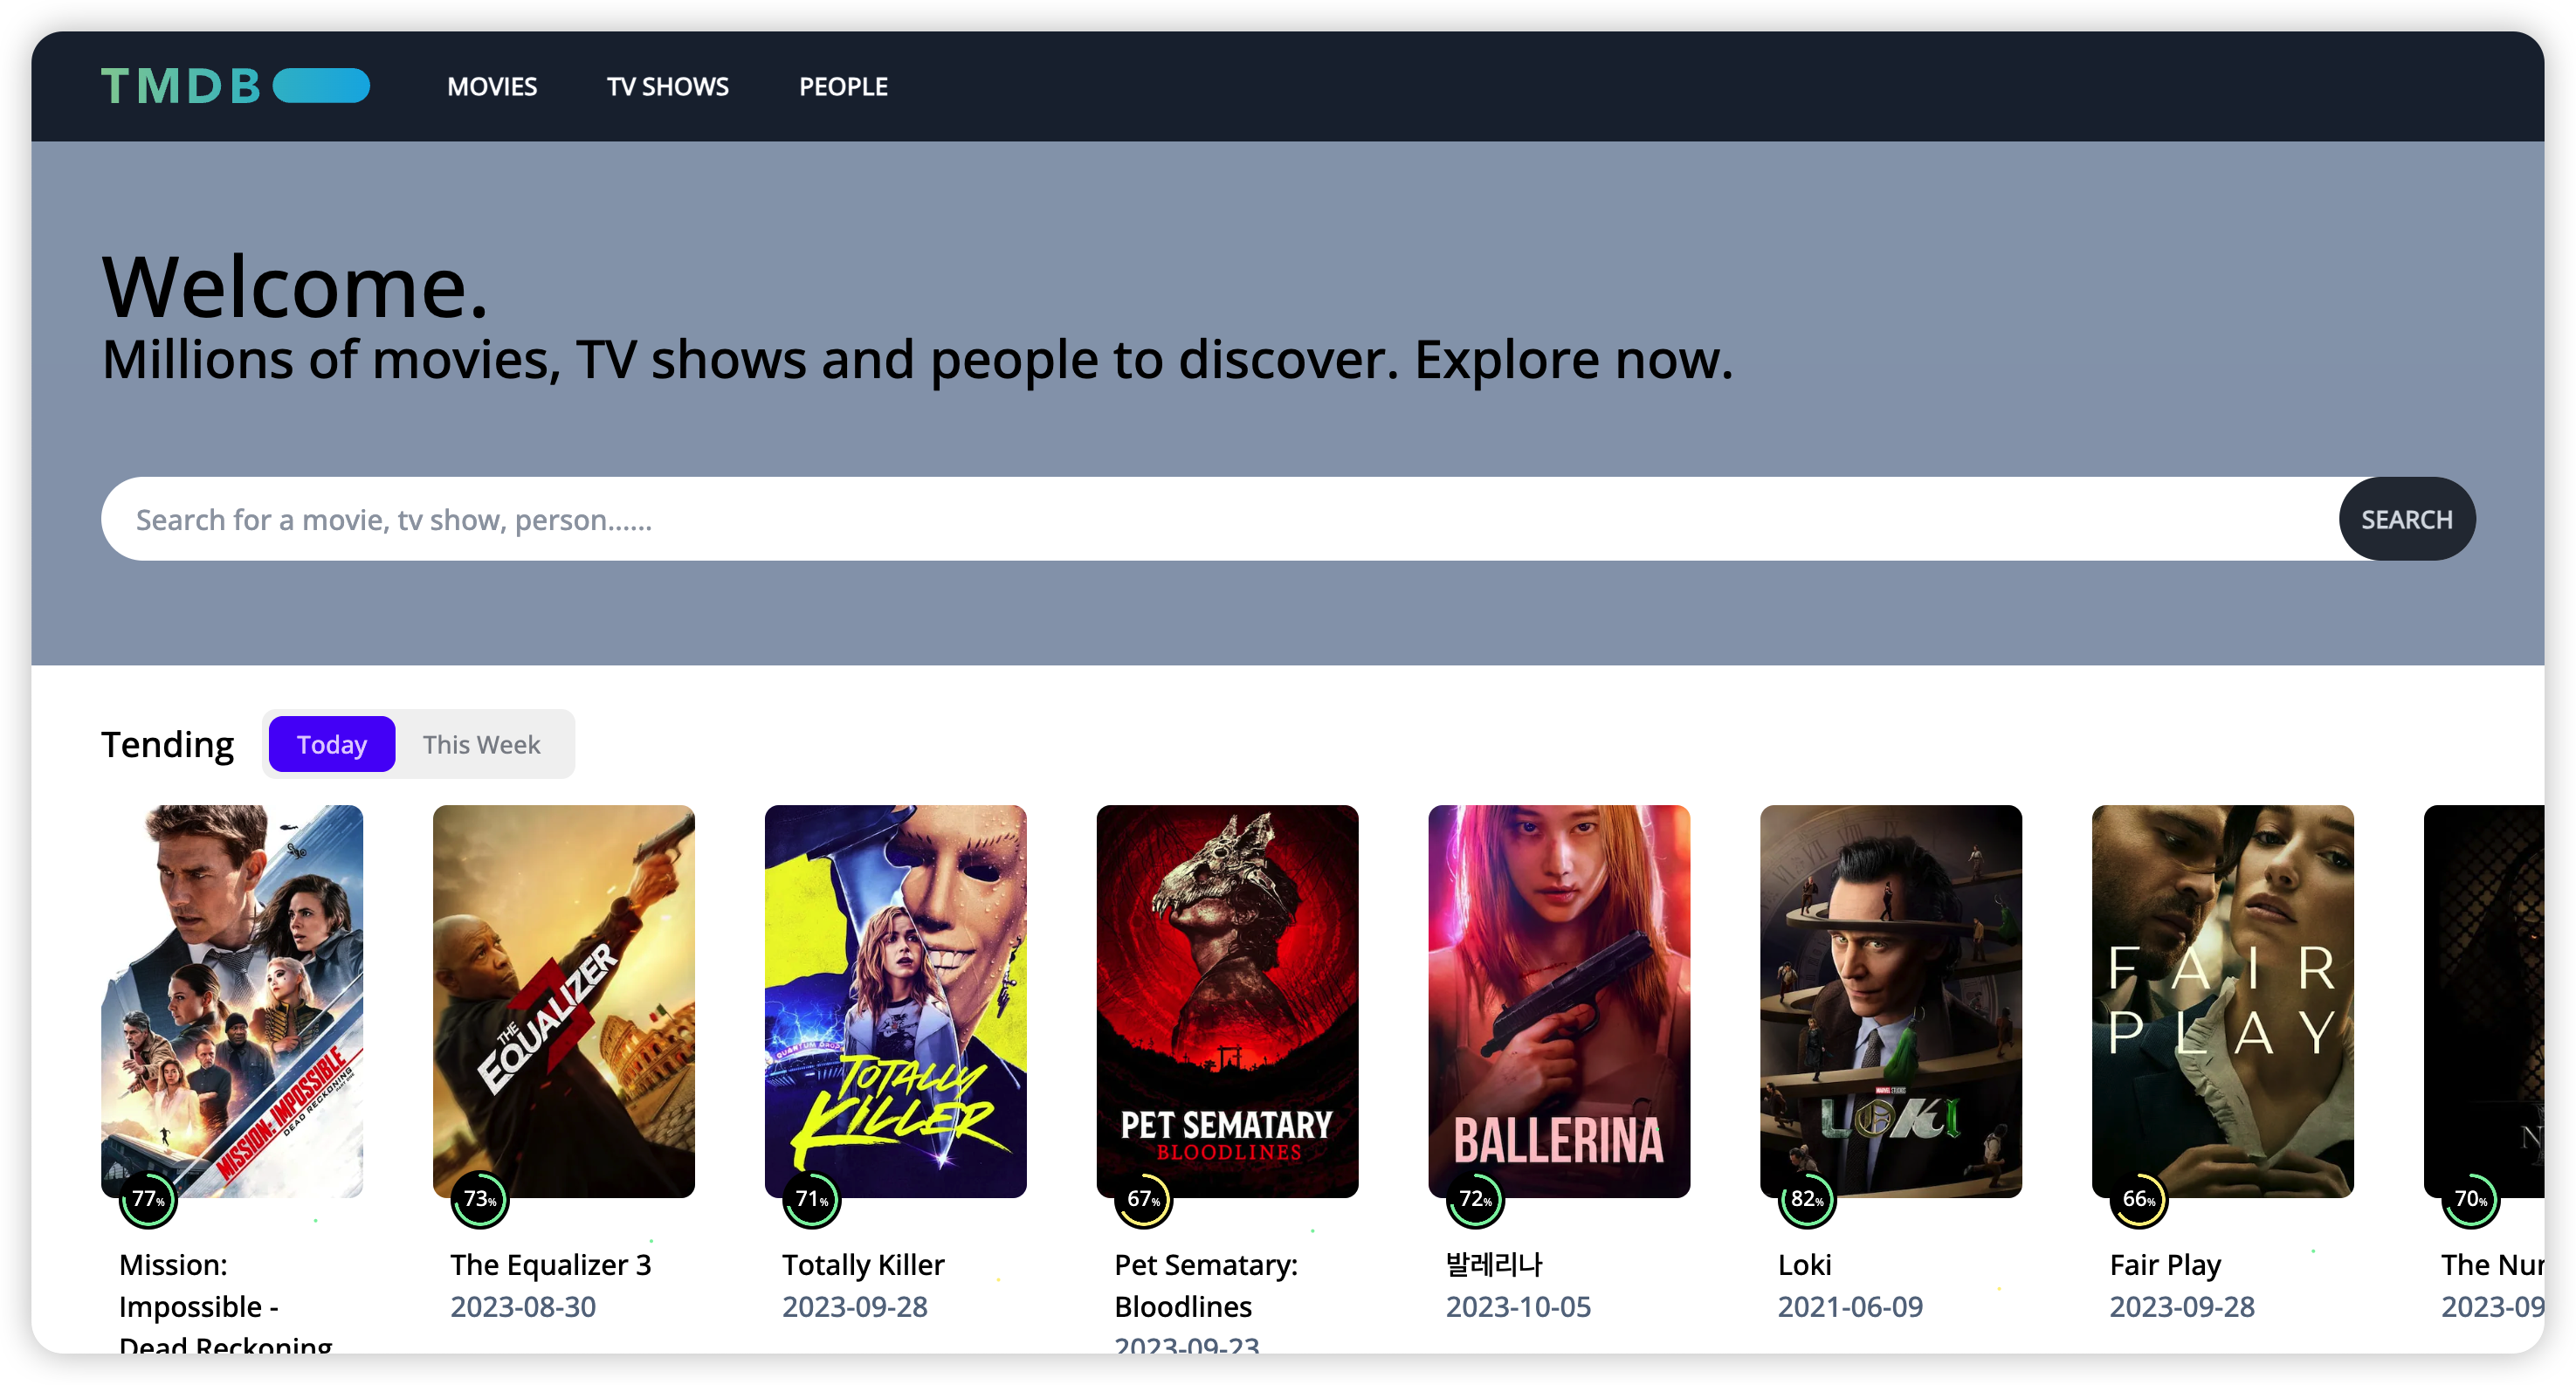 TMDB
MOVIES
TV SHOWS
PEOPLE
Welcome.
Millions of movies, TV shows and people to discover. Explore now.
Search for a movie, tv show, person......
SEARCH
Tending
Today
This Week
MISSION: IMPOSSIBLE
DEAD RECKONING
PART ONE
THE
EQUALIZER
QUANTUM
TOTALLY
KILLER
PET SEMATARY
BLOODLINES
BALLERINA
MARVEL STUDIOS
LOKI
FAIR
PLAY
N
77%
73%
71%
67%
72%
82%
66%
70%
Mission:
Impossible -
Dead Reckoning
The Equalizer 3
2023-08-30
Totally Killer
2023-09-28
Pet Sematary:
Bloodlines
2023-09-23
발레리나
2023-10-05
Loki
2021-06-09
Fair Play
2023-09-28
The Nun
2023-09